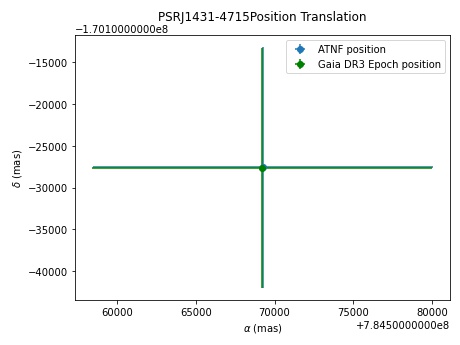 PSRJ1431-4715Position Translation
−1.7010000000e8
ATNF position
Gaia DR3 Epoch position
−15000
−20000
−25000
−30000
−35000
−40000
δ (mas)
60000 65000 70000 75000 80000
α (mas)
+7.8450000000e8